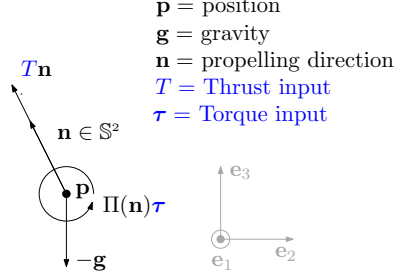 p = position
g = gravity
n = propelling direction
T = Thrust input
τ = Torque input
Tn
n ∈ 𝕊²
p
Π(n)τ
−g
e₃
e₂
e₁